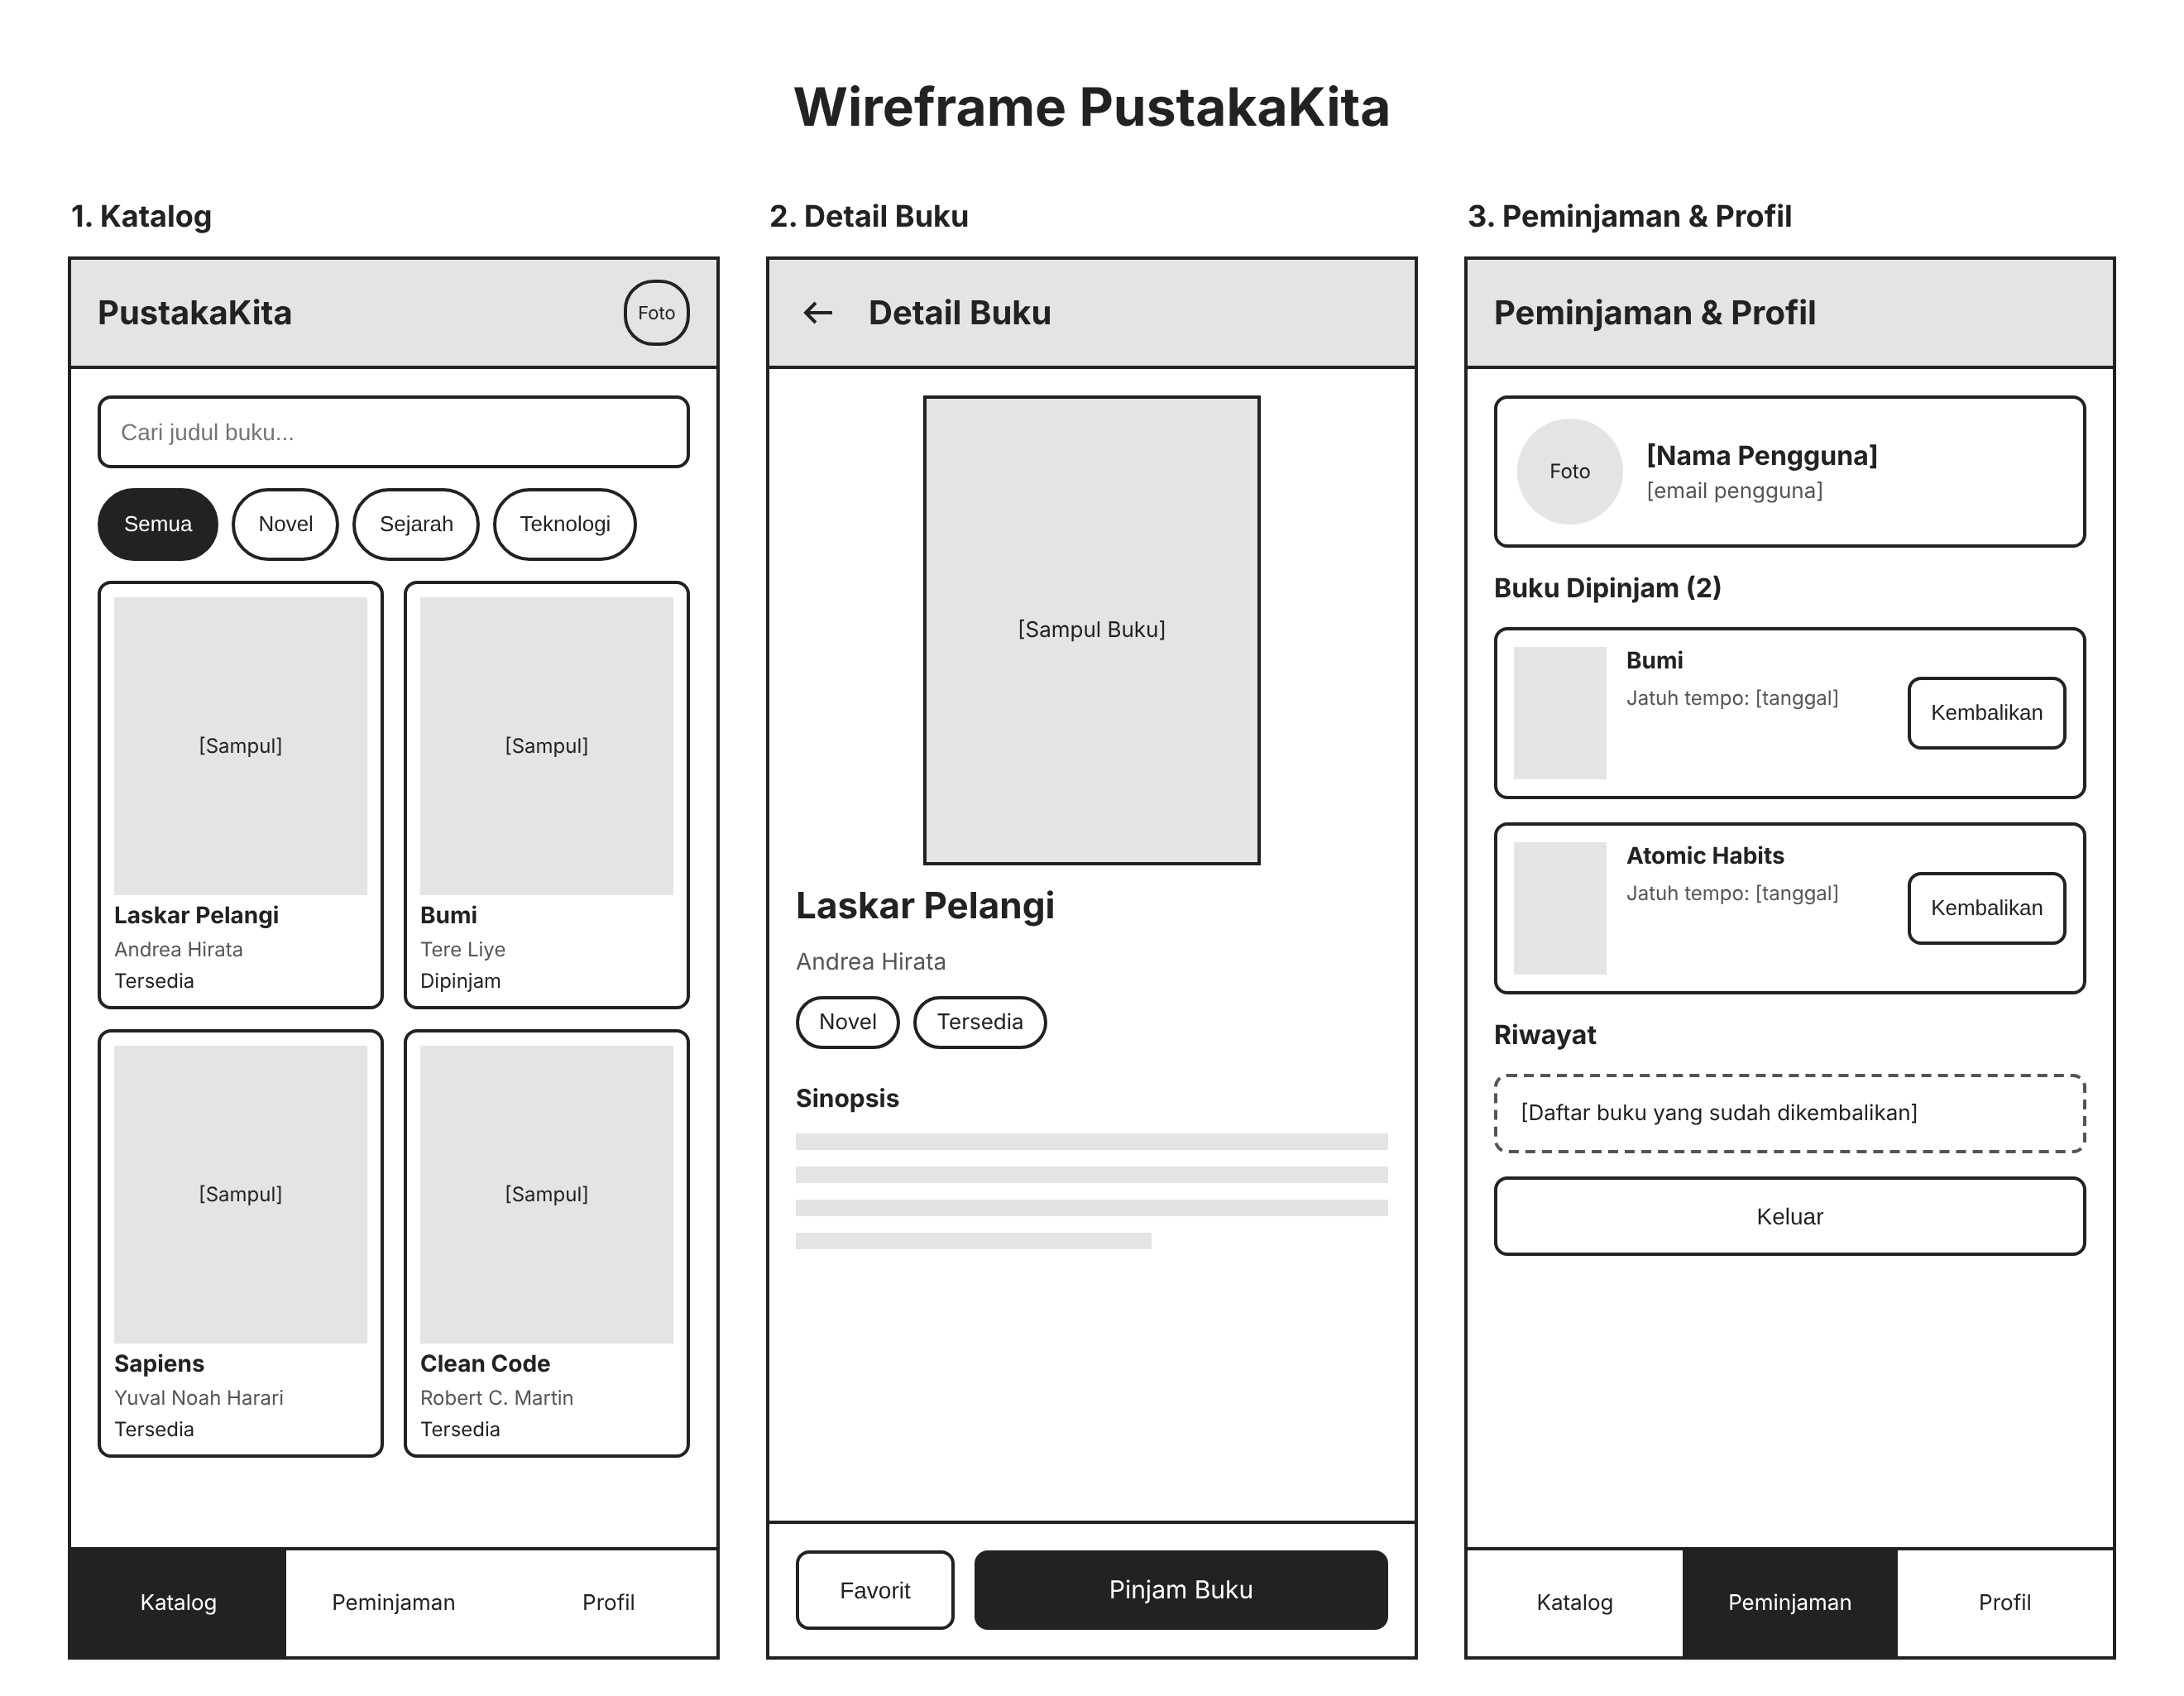 Wireframe PustakaKita
1. Katalog
PustakaKita
Foto
Cari judul buku...
Semua
Novel
Sejarah
Teknologi
[Sampul]
Laskar Pelangi
Andrea Hirata
Tersedia
[Sampul]
Bumi
Tere Liye
Dipinjam
[Sampul]
Sapiens
Yuval Noah Harari
Tersedia
[Sampul]
Clean Code
Robert C. Martin
Tersedia
Katalog
Peminjaman
Profil
2. Detail Buku
Detail Buku
[Sampul Buku]
Laskar Pelangi
Andrea Hirata
Novel
Tersedia
Sinopsis
Favorit
Pinjam Buku
3. Peminjaman & Profil
Peminjaman & Profil
Foto
[Nama Pengguna]
[email pengguna]
Buku Dipinjam (2)
Bumi
Jatuh tempo: [tanggal]
Kembalikan
Atomic Habits
Jatuh tempo: [tanggal]
Kembalikan
Riwayat
[Daftar buku yang sudah dikembalikan]
Keluar
Katalog
Peminjaman
Profil